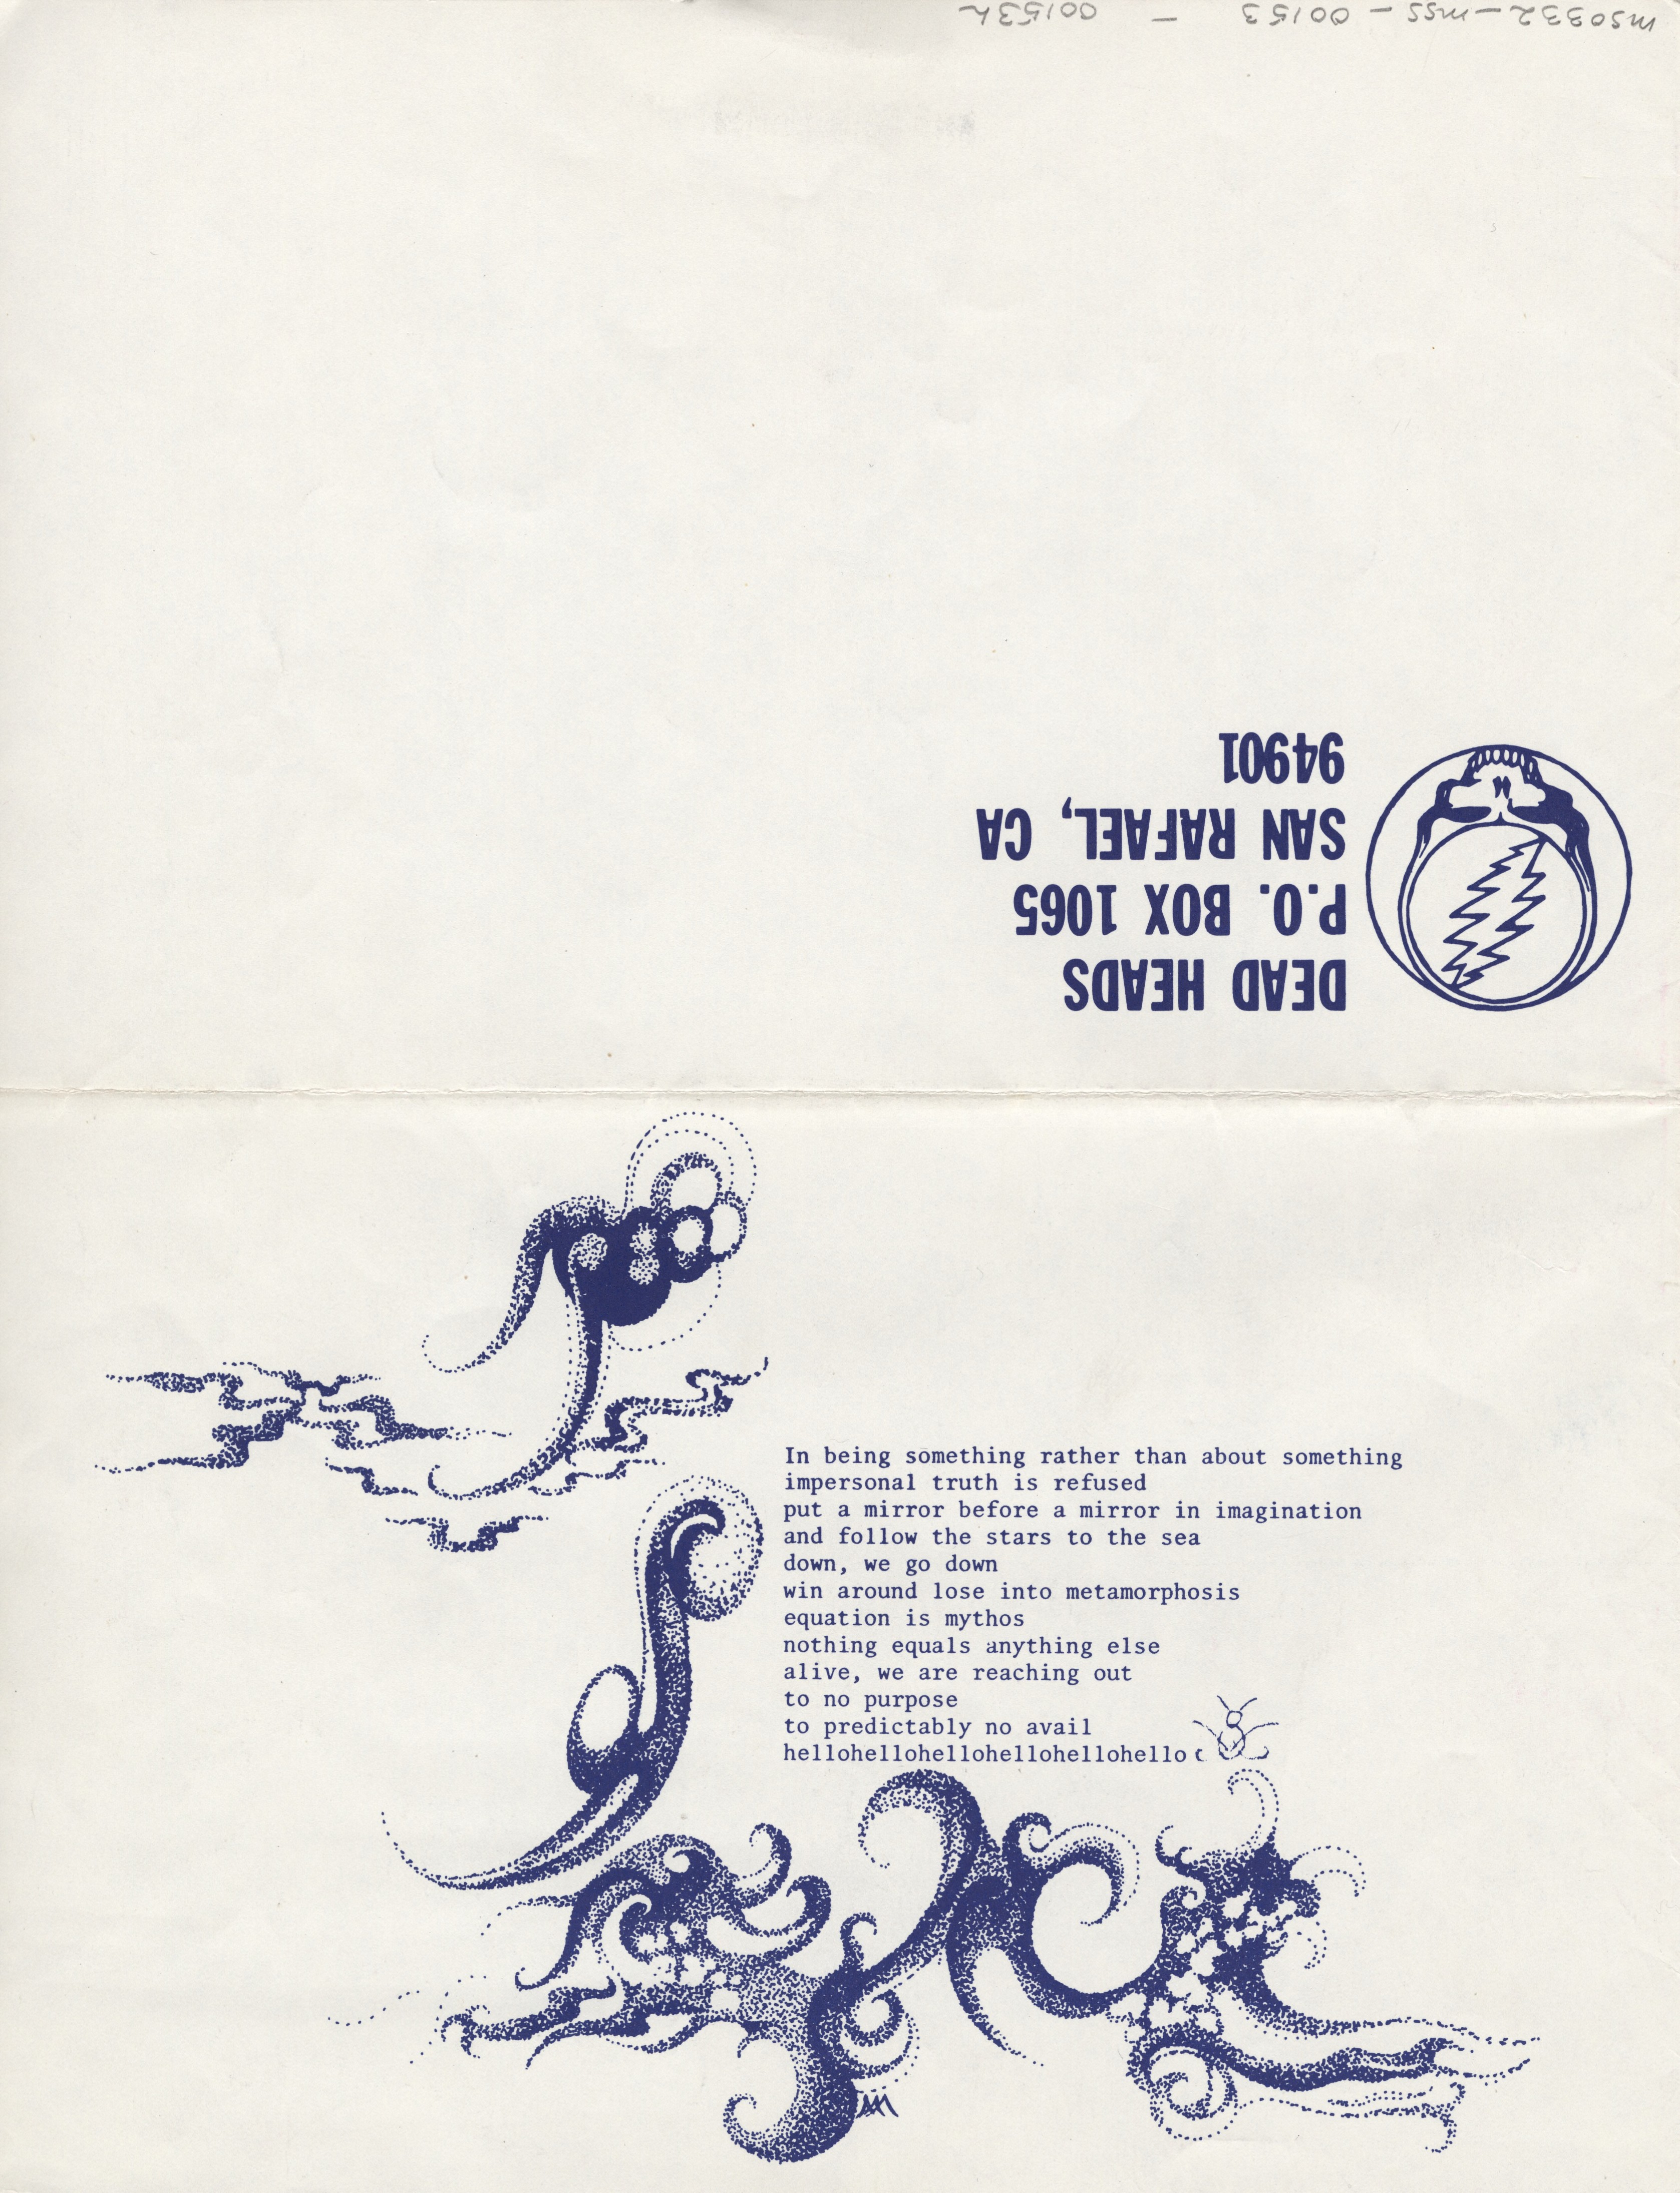 ms0332-mss-00153 - 00153h
DEAD HEADS
P.O. BOX 1065
SAN RAFAEL, CA
94901
In being something rather than about something
impersonal truth is refused
put a mirror before a mirror in imagination
and follow the stars to the sea
down, we go down
win around lose into metamorphosis
equation is mythos
nothing equals anything else
alive, we are reaching out
to no purpose
to predictably no avail
hellohellohellohellohellohello